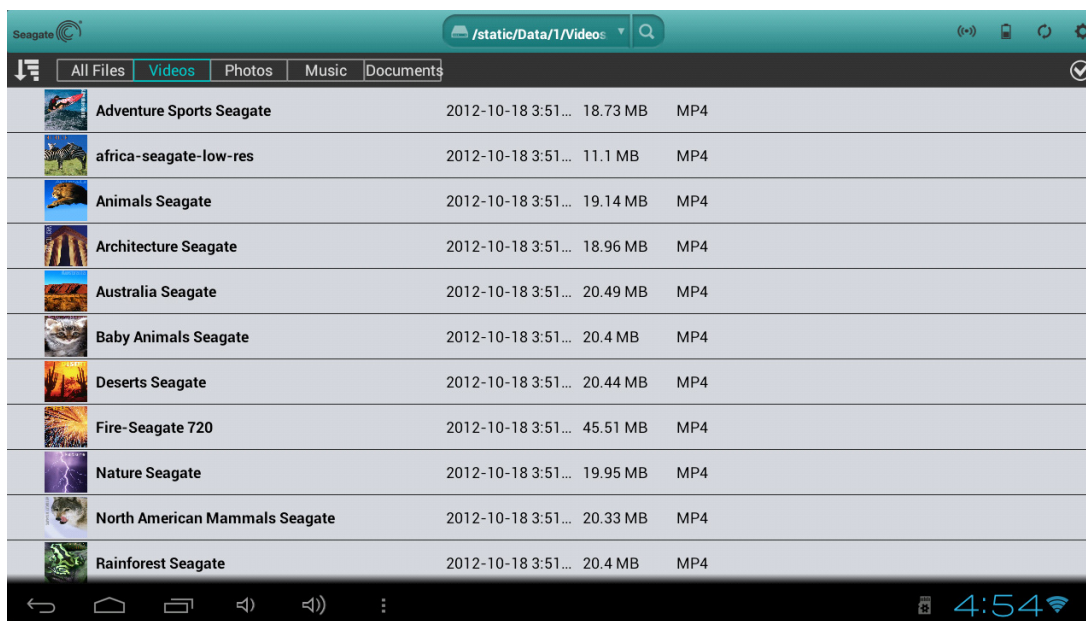 Seagate /static/Data/1/Videos
All Files Videos Photos Music Documents
Adventure Sports Seagate 2012-10-18 3:51... 18.73 MB MP4
africa-seagate-low-res 2012-10-18 3:51... 11.1 MB MP4
Animals Seagate 2012-10-18 3:51... 19.14 MB MP4
Architecture Seagate 2012-10-18 3:51... 18.96 MB MP4
Australia Seagate 2012-10-18 3:51... 20.49 MB MP4
Baby Animals Seagate 2012-10-18 3:51... 20.4 MB MP4
Deserts Seagate 2012-10-18 3:51... 20.44 MB MP4
Fire-Seagate 720 2012-10-18 3:51... 45.51 MB MP4
Nature Seagate 2012-10-18 3:51... 19.95 MB MP4
North American Mammals Seagate 2012-10-18 3:51... 20.33 MB MP4
Rainforest Seagate 2012-10-18 3:51... 20.4 MB MP4
4:54